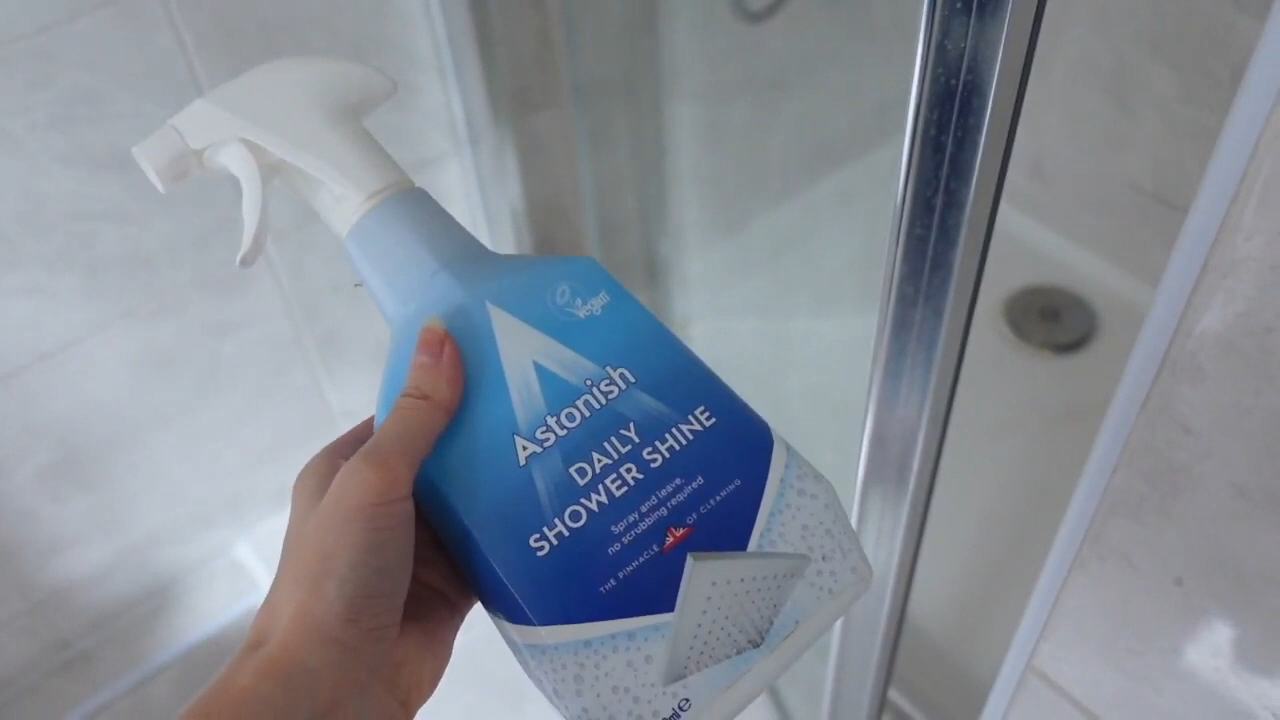 Vegan
Astonish
DAILY
SHOWER SHINE
Spray and leave,
no scrubbing required
THE PINNACLE OF CLEANING